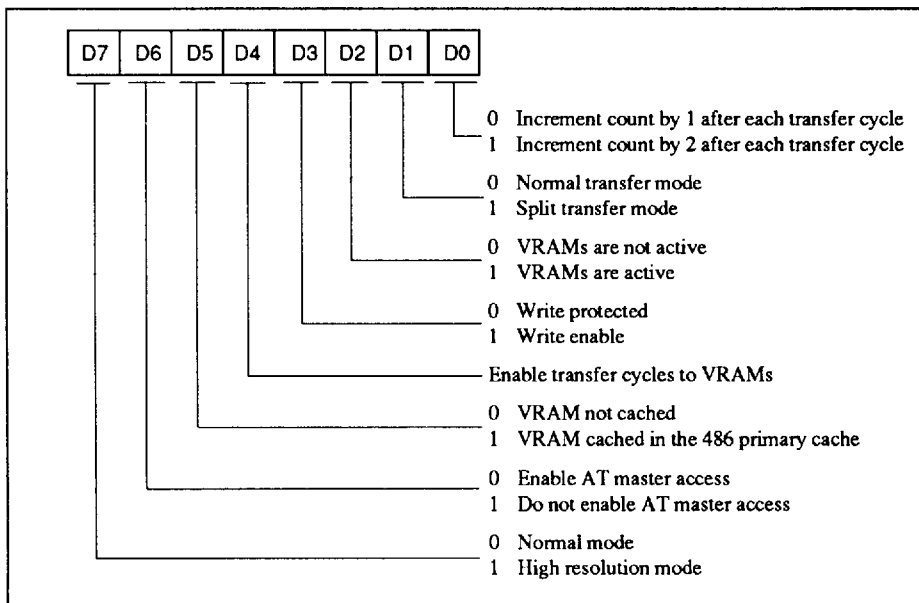 D7 D6 D5 D4 D3 D2 D1 D0
0 Increment count by 1 after each transfer cycle
1 Increment count by 2 after each transfer cycle
0 Normal transfer mode
1 Split transfer mode
0 VRAMs are not active
1 VRAMs are active
0 Write protected
1 Write enable
Enable transfer cycles to VRAMs
0 VRAM not cached
1 VRAM cached in the 486 primary cache
0 Enable AT master access
1 Do not enable AT master access
0 Normal mode
1 High resolution mode